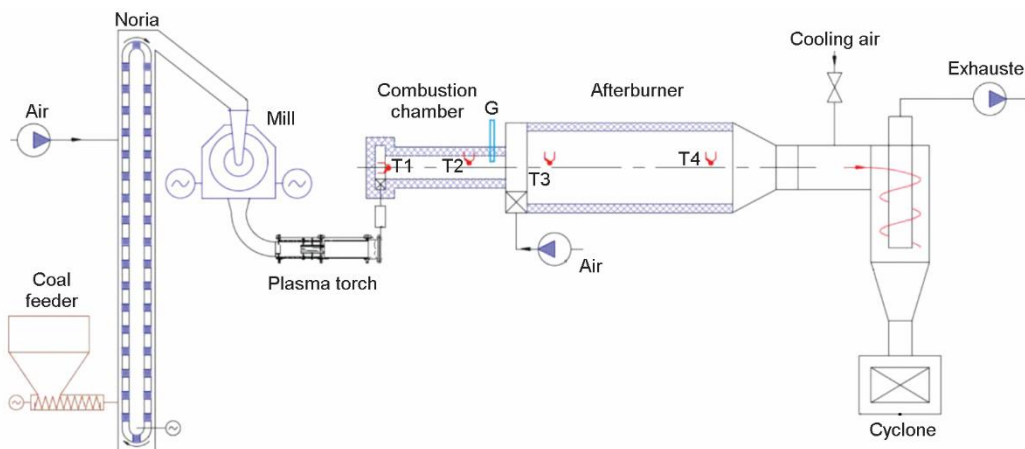 Noria
Cooling air
Exhauste
Combustion
chamber
Afterburner
Air
Mill
G
T1
T2
T3
T4
Air
Plasma torch
Coal
feeder
Cyclone